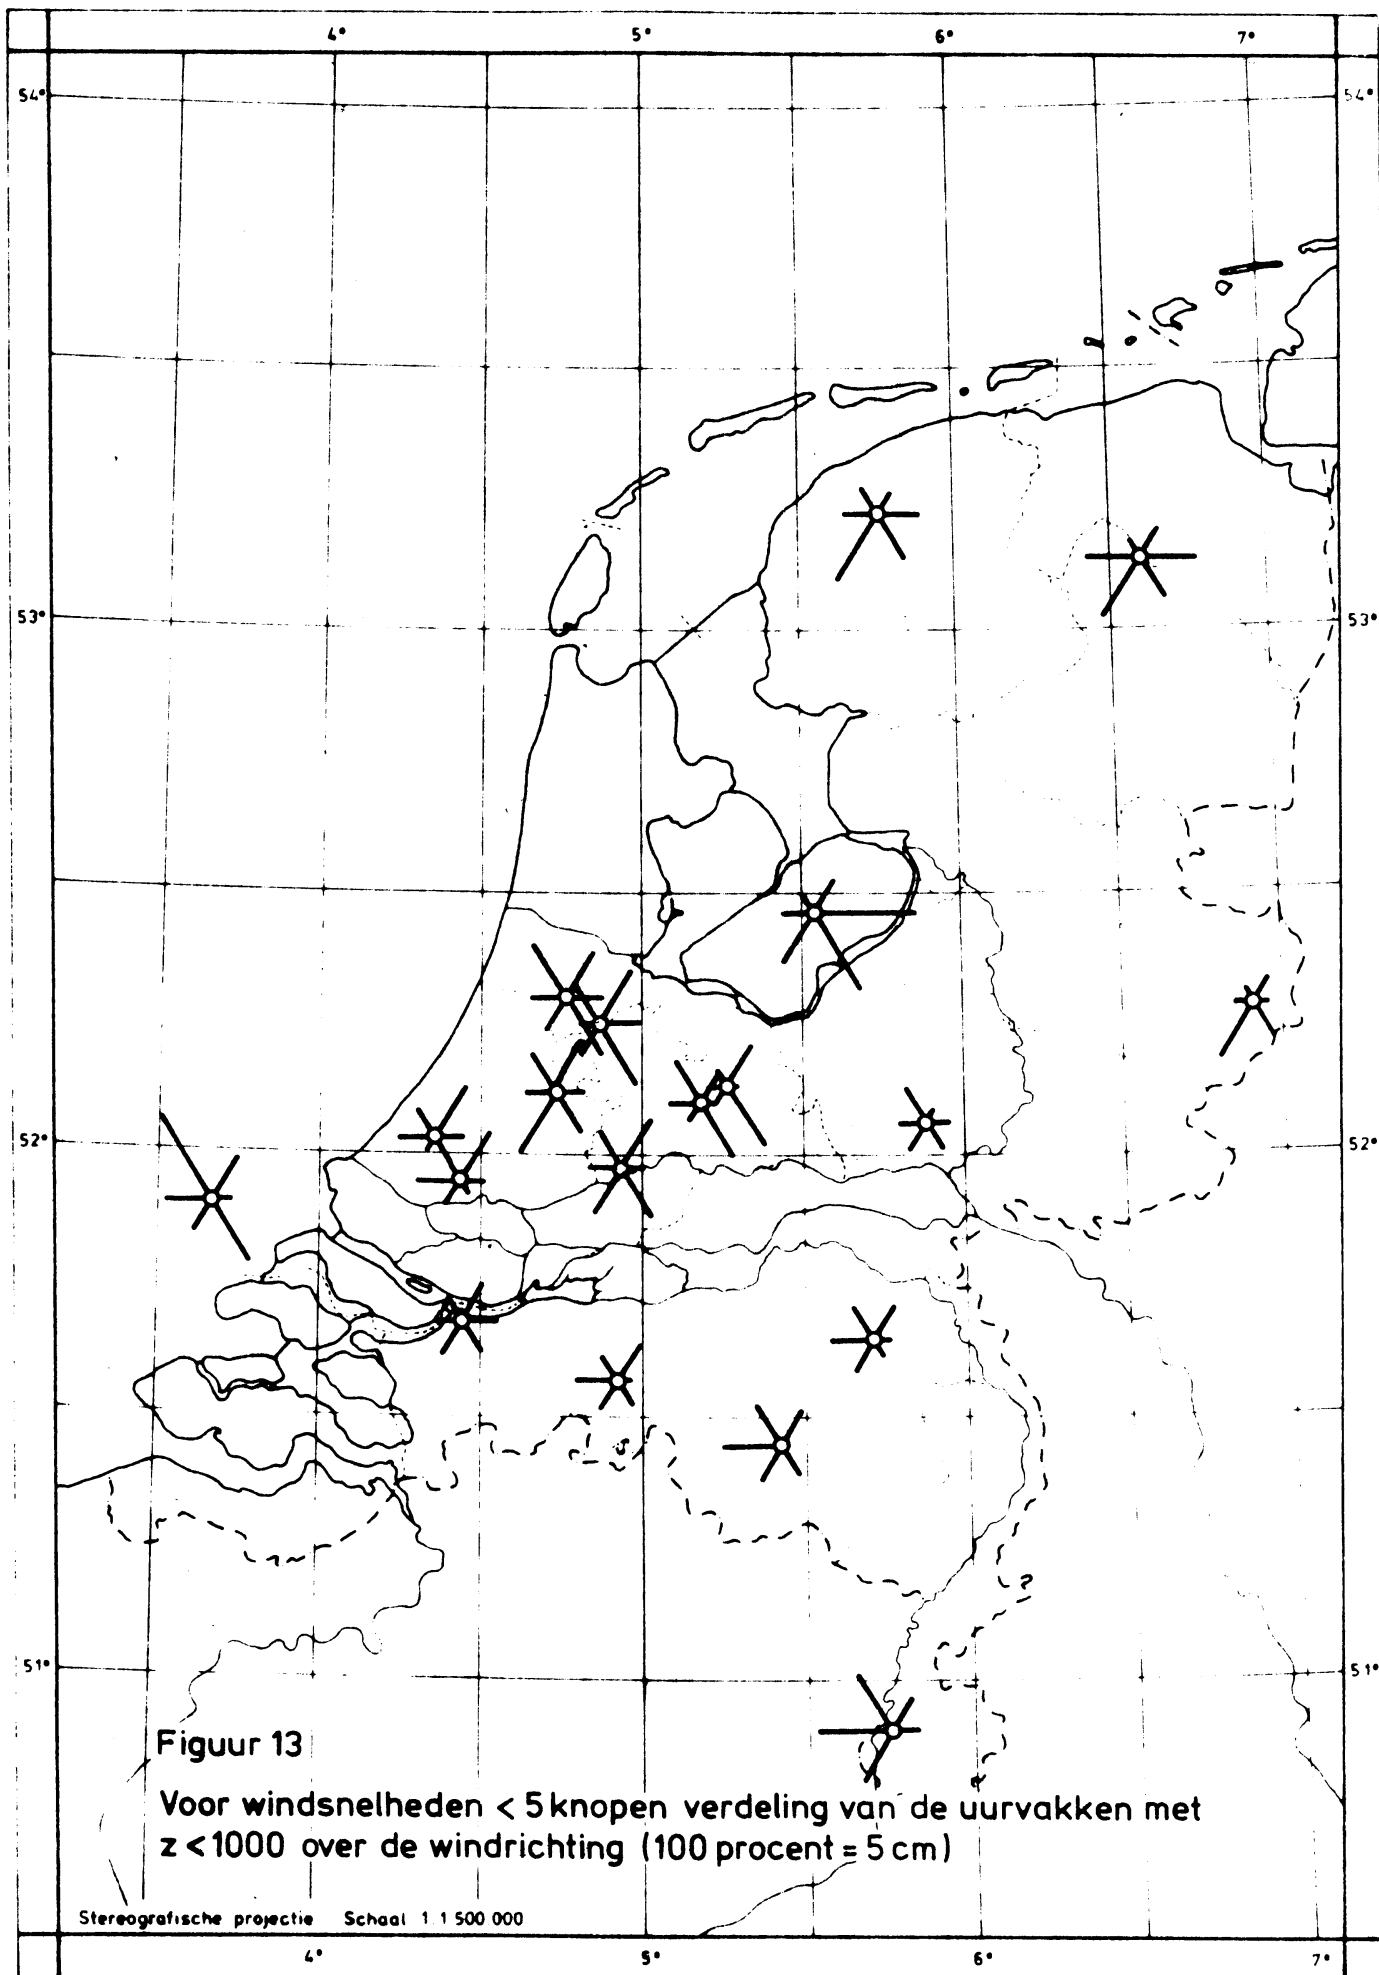 4° 5° 6° 7°
54° 54°
53° 53°
52° 52°
51° 51°
Figuur 13
Voor windsnelheden < 5 knopen verdeling van de uurvakken met
z < 1000 over de windrichting (100 procent = 5 cm)
Stereografische projectie Schaal 1:1 500 000
4° 5° 6° 7°